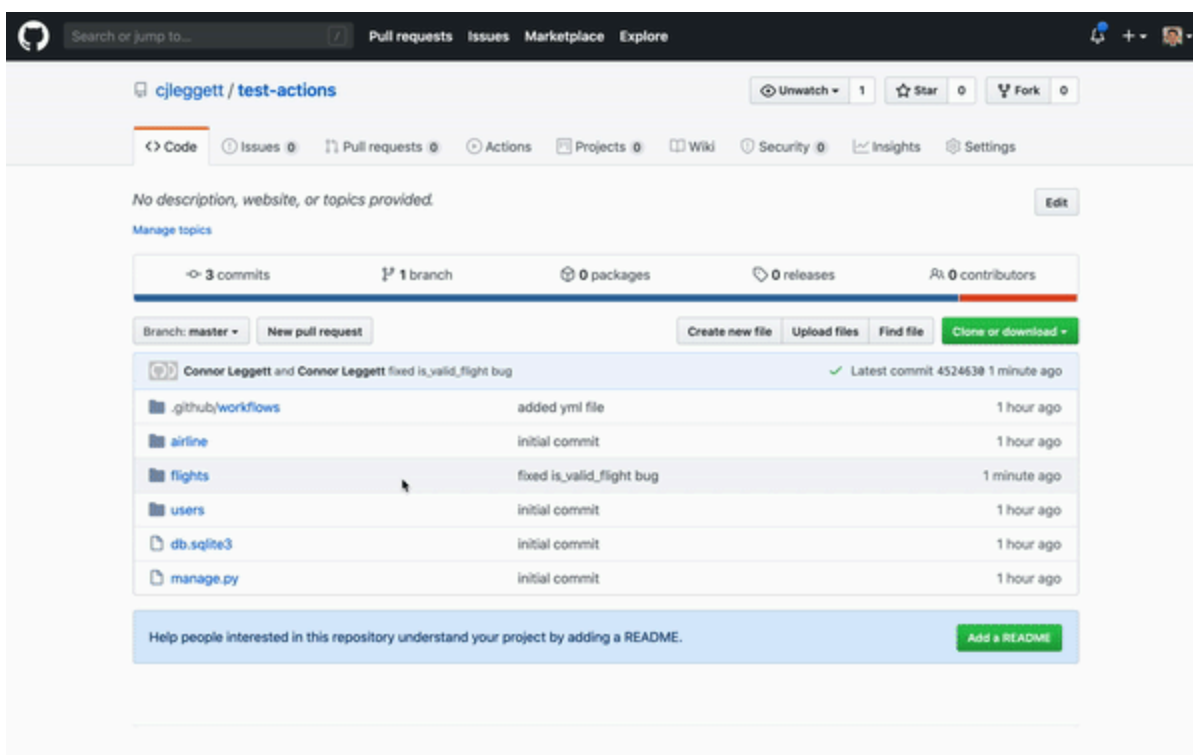 Search or jump to... / Pull requests Issues Marketplace Explore
cjleggett / test-actions Unwatch 1 Star 0 Fork 0
Code Issues 0 Pull requests 0 Actions Projects 0 Wiki Security 0 Insights Settings
No description, website, or topics provided. Edit
Manage topics
3 commits 1 branch 0 packages 0 releases 0 contributors
Branch: master New pull request Create new file Upload files Find file Clone or download
Connor Leggett and Connor Leggett fixed is_valid_flight bug Latest commit 4524630 1 minute ago
.github/workflows added yml file 1 hour ago
airline initial commit 1 hour ago
flights fixed is_valid_flight bug 1 minute ago
users initial commit 1 hour ago
db.sqlite3 initial commit 1 hour ago
manage.py initial commit 1 hour ago
Help people interested in this repository understand your project by adding a README. Add a README